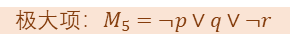 极大项：M₅ = ¬p ∨ q ∨ ¬r